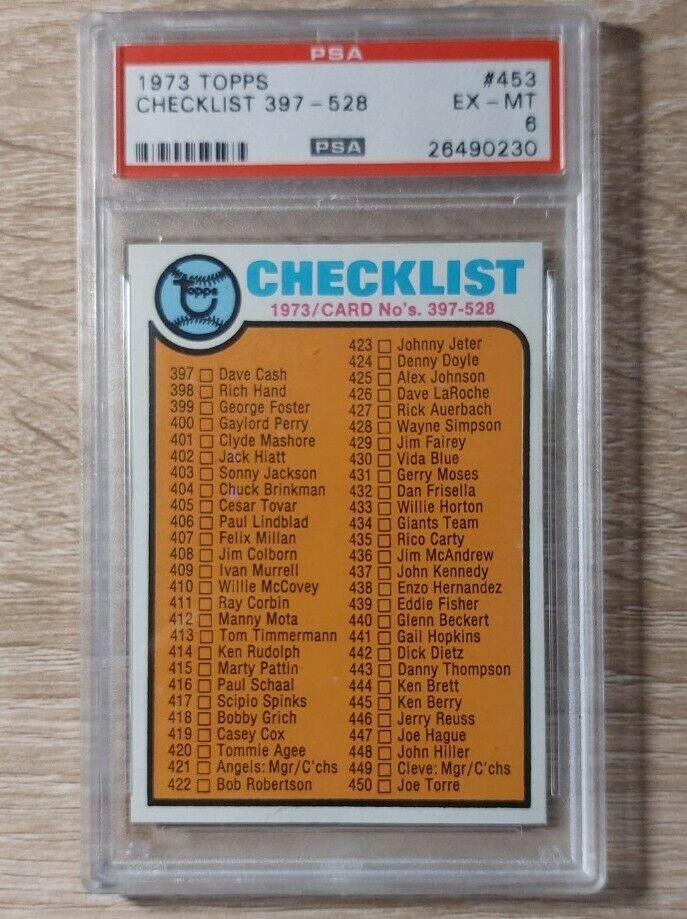 PSA
1973 TOPPS #453
CHECKLIST 397-528 EX-MT
6
PSA 26490230
Topps
CHECKLIST
1973/CARD No's. 397-528
397 Dave Cash
398 Rich Hand
399 George Foster
400 Gaylord Perry
401 Clyde Mashore
402 Jack Hiatt
403 Sonny Jackson
404 Chuck Brinkman
405 Cesar Tovar
406 Paul Lindblad
407 Felix Millan
408 Jim Colborn
409 Ivan Murrell
410 Willie McCovey
411 Ray Corbin
412 Manny Mota
413 Tom Timmermann
414 Ken Rudolph
415 Marty Pattin
416 Paul Schaal
417 Scipio Spinks
418 Bobby Grich
419 Casey Cox
420 Tommie Agee
421 Angels: Mgr/C'chs
422 Bob Robertson
423 Johnny Jeter
424 Denny Doyle
425 Alex Johnson
426 Dave LaRoche
427 Rick Auerbach
428 Wayne Simpson
429 Jim Fairey
430 Vida Blue
431 Gerry Moses
432 Dan Frisella
433 Willie Horton
434 Giants Team
435 Rico Carty
436 Jim McAndrew
437 John Kennedy
438 Enzo Hernandez
439 Eddie Fisher
440 Glenn Beckert
441 Gail Hopkins
442 Dick Dietz
443 Danny Thompson
444 Ken Brett
445 Ken Berry
446 Jerry Reuss
447 Joe Hague
448 John Hiller
449 Cleve: Mgr/C'chs
450 Joe Torre